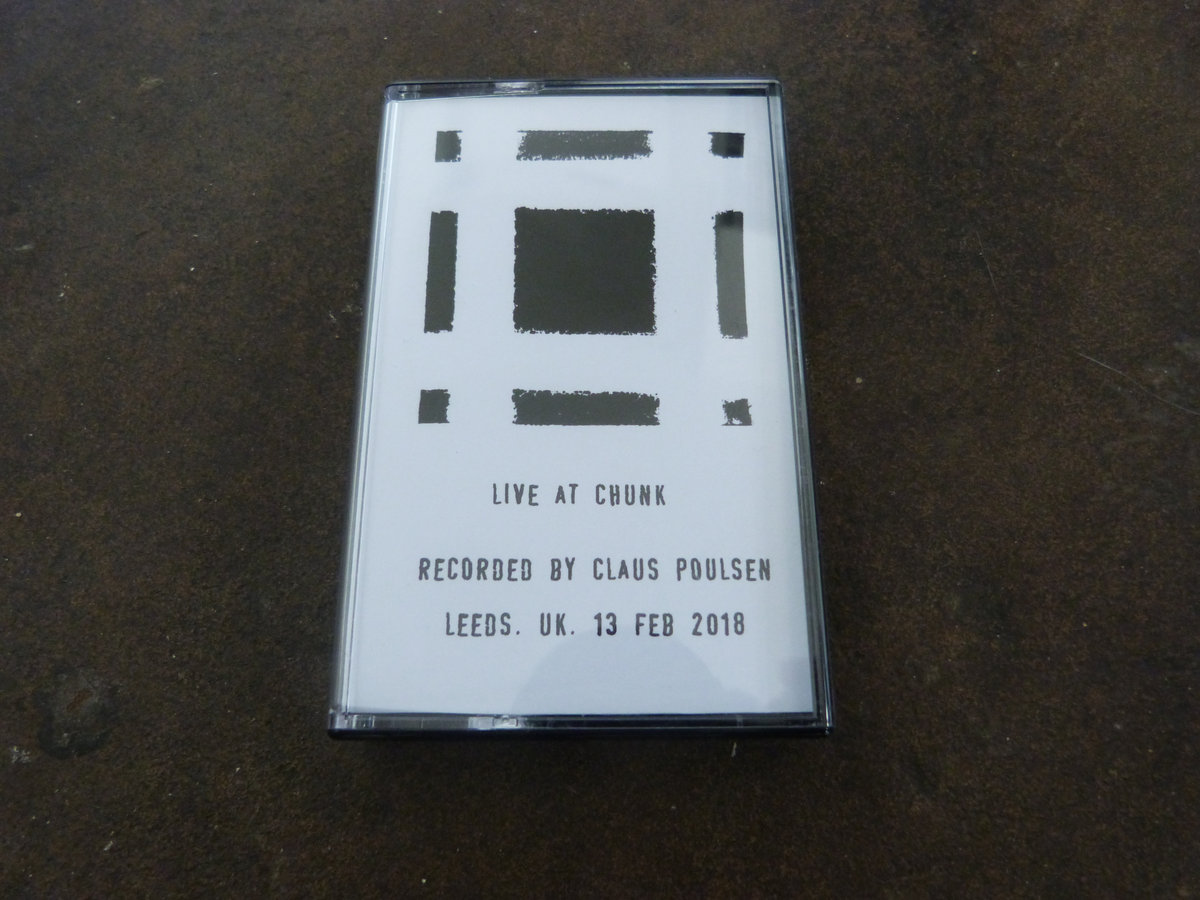 LIVE AT CHUNK
RECORDED BY CLAUS POULSEN
LEEDS. UK. 13 FEB 2018